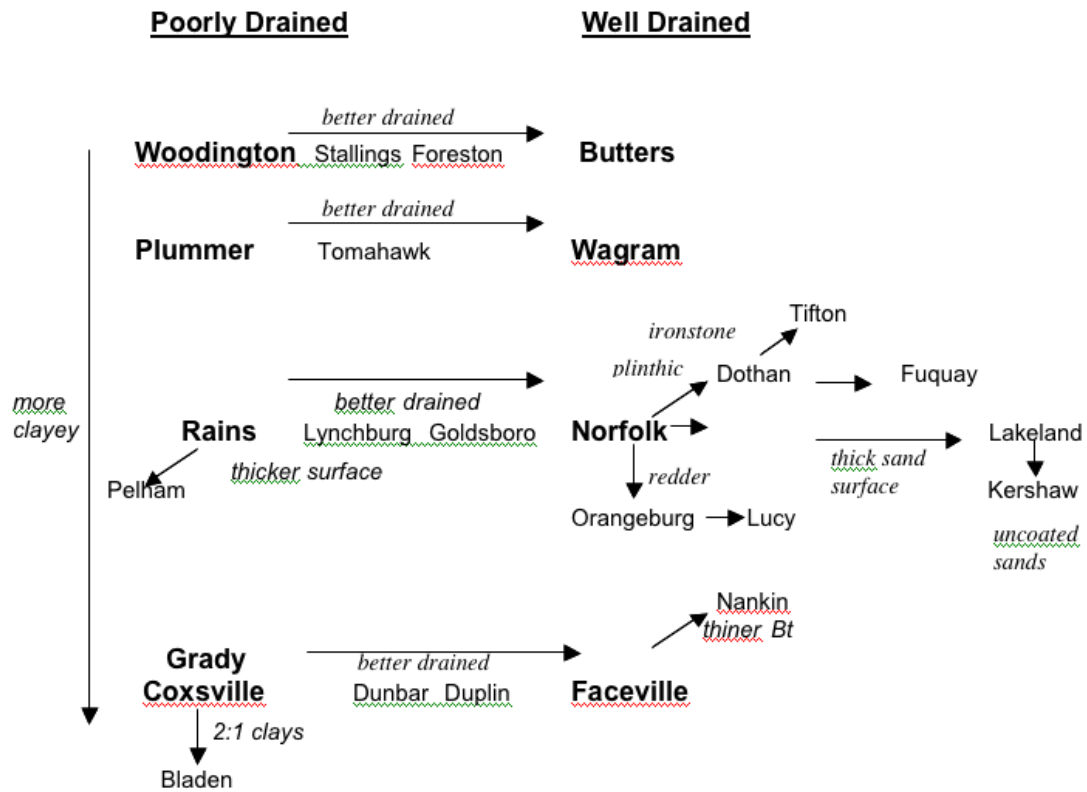 Poorly Drained Well Drained
better drained
Woodington Stallings Foreston Butters
better drained
Plummer Tomahawk Wagram
Tifton
ironstone
plinthic Dothan Fuquay
more
clayey
better drained
Rains Lynchburg Goldsboro Norfolk Lakeland
thicker surface
Pelham
redder
thick sand
surface
Kershaw
Orangeburg Lucy
uncoated
sands
Nankin
thiner Bt
Grady
Coxsville
better drained
Dunbar Duplin Faceville
2:1 clays
Bladen